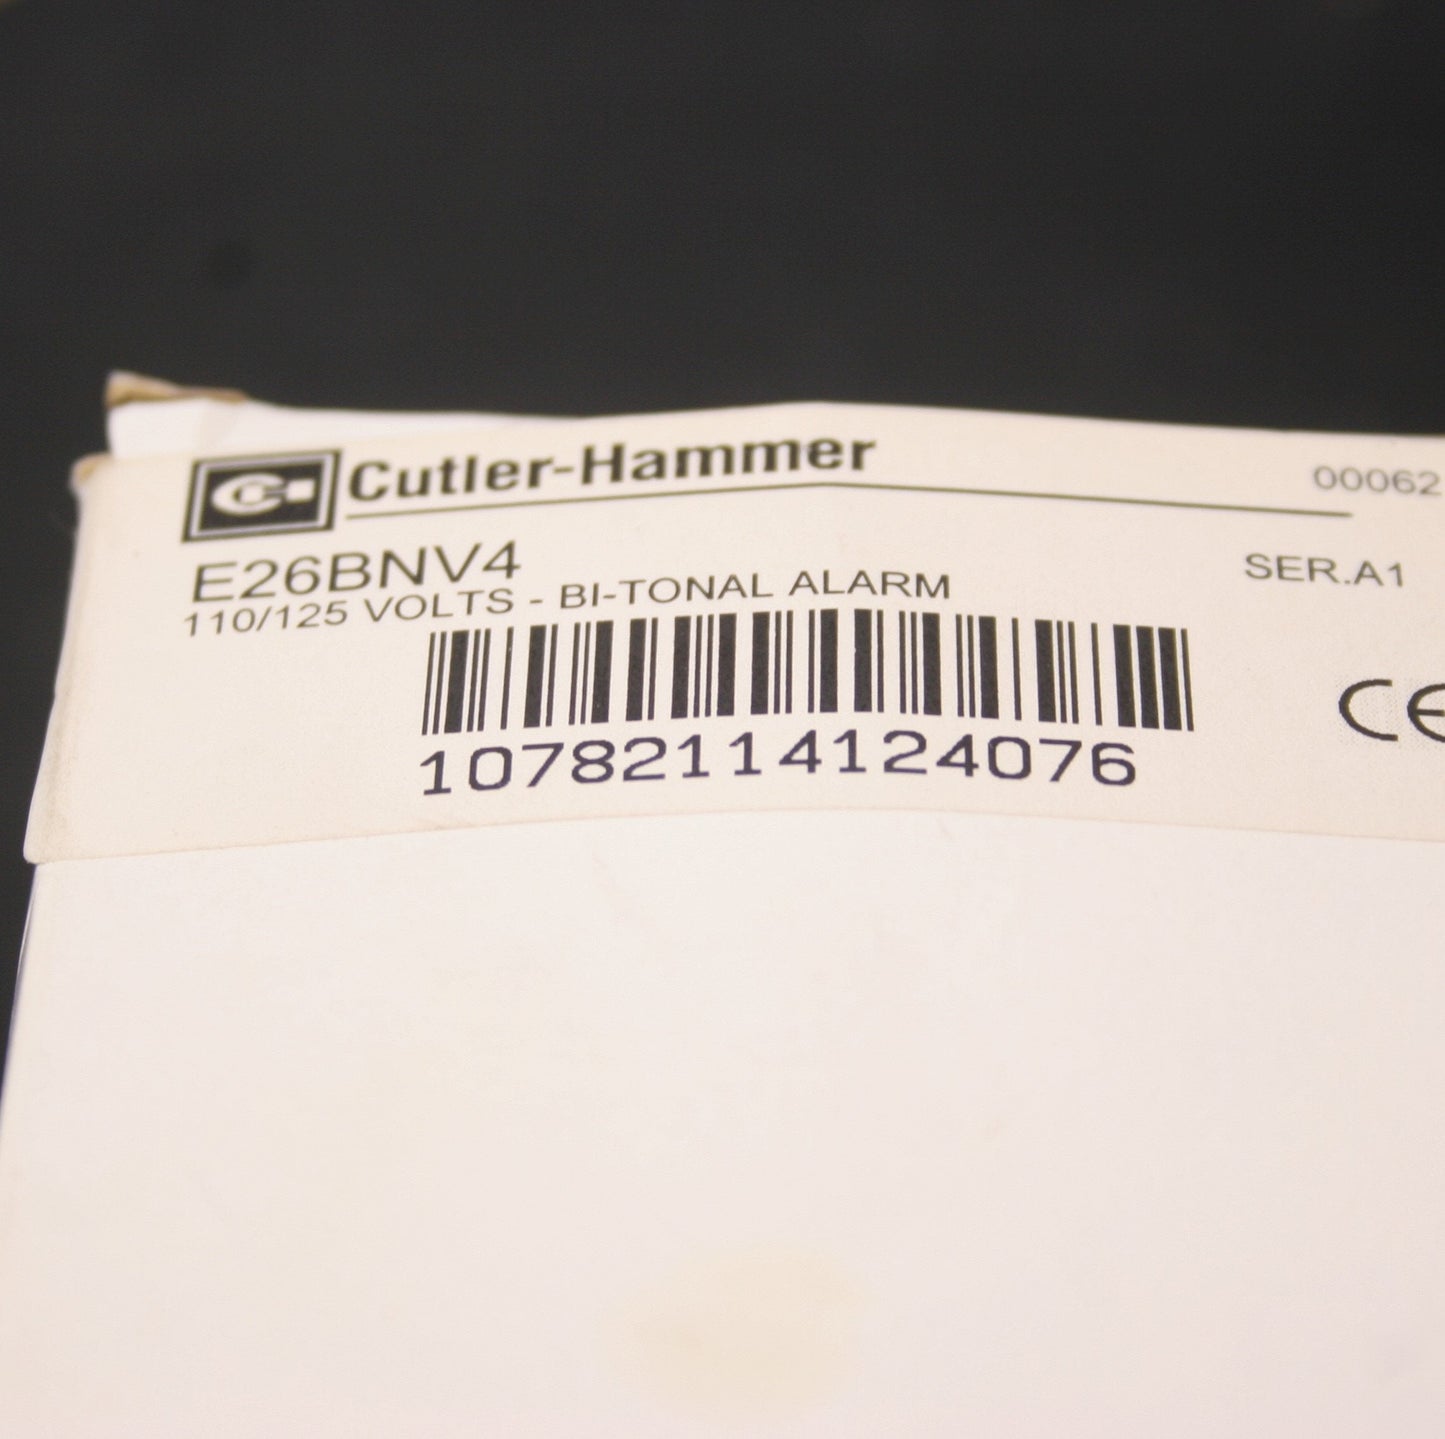 Cutler-Hammer
00062
E26BNV4
SER.A1
110/125 VOLTS - BI-TONAL ALARM
CE
10782114124076